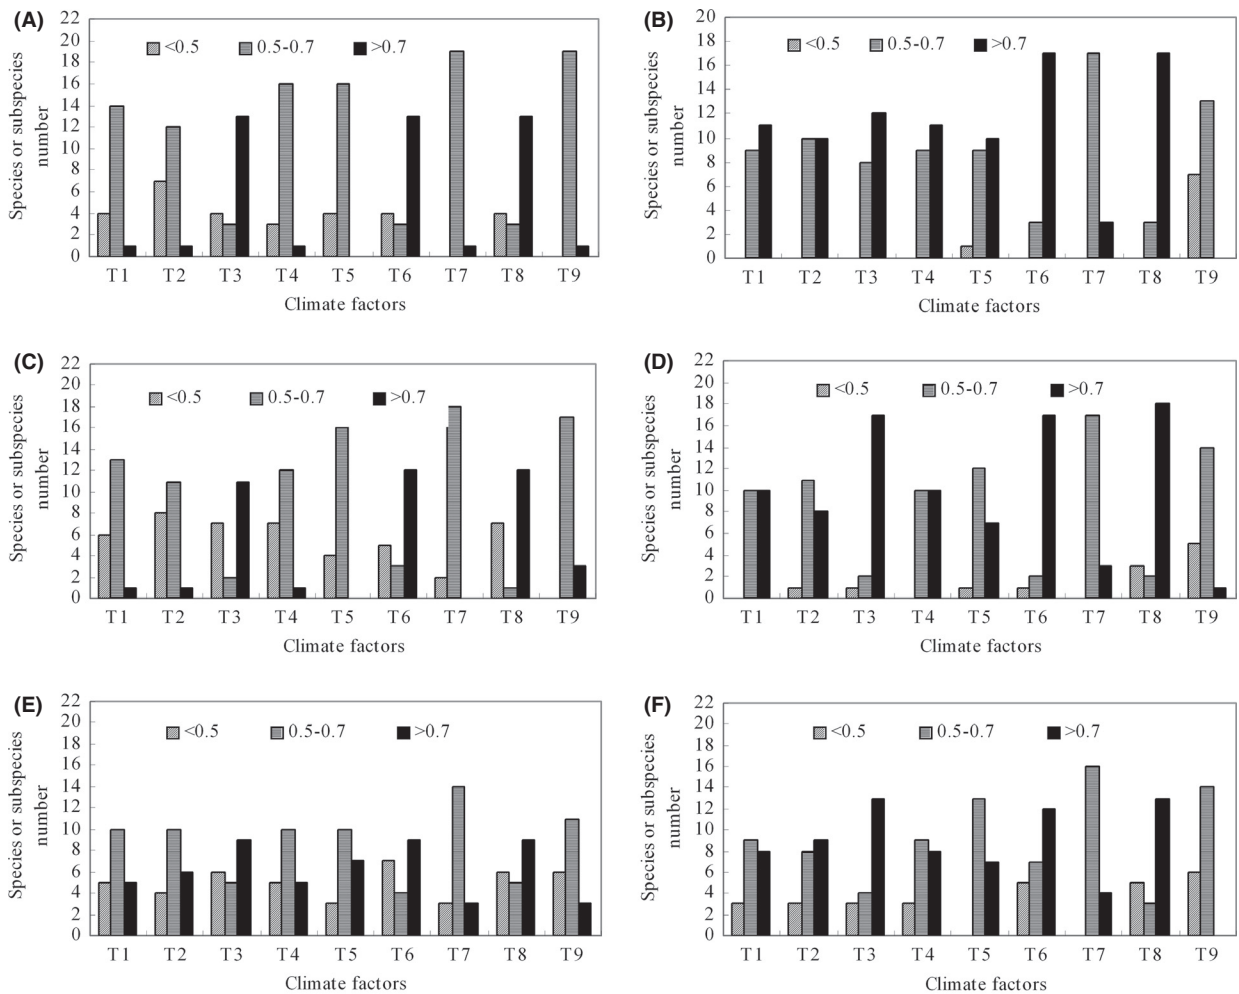 (A)
Species or subspecies
number
22
20
18
16
14
12
10
8
6
4
2
0
<0.5 0.5-0.7 >0.7
T1 T2 T3 T4 T5 T6 T7 T8 T9
Climate factors
(B)
Species or subspecies
number
20
18
16
14
12
10
8
6
4
2
0
<0.5 0.5-0.7 >0.7
T1 T2 T3 T4 T5 T6 T7 T8 T9
Climate factors
(C)
Species or subspecies
number
22
20
18
16
14
12
10
8
6
4
2
0
<0.5 0.5-0.7 >0.7
T1 T2 T3 T4 T5 T6 T7 T8 T9
Climate factors
(D)
Species or subspecies
number
22
20
18
16
14
12
10
8
6
4
2
0
<0.5 0.5-0.7 >0.7
T1 T2 T3 T4 T5 T6 T7 T8 T9
Climate factors
(E)
Species or subspecies
number
22
20
18
16
14
12
10
8
6
4
2
0
<0.5 0.5-0.7 >0.7
T1 T2 T3 T4 T5 T6 T7 T8 T9
Climate factors
(F)
Species or subspecies
number
22
20
18
16
14
12
10
8
6
4
2
0
<0.5 0.5-0.7 >0.7
T1 T2 T3 T4 T5 T6 T7 T8 T9
Climate factors